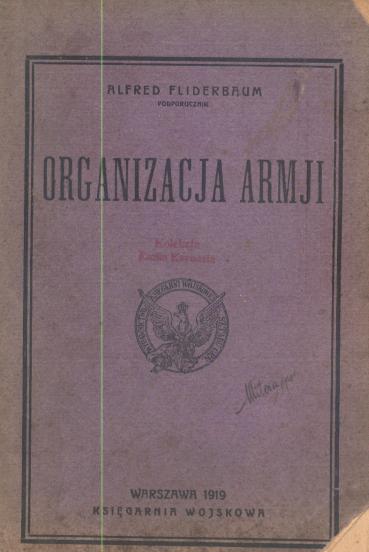 ALFRED FLIDERBAUM
PODPORUCZNIK
ORGANIZACJA ARMJI
Kolekcja
WARSZAWA 1919
KSIĘGARNIA WOJSKOWA